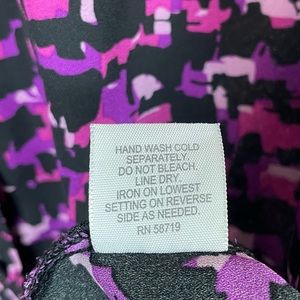 HAND WASH COLD
SEPARATELY.
DO NOT BLEACH.
LINE DRY.
IRON ON LOWEST
SETTING ON REVERSE
SIDE AS NEEDED.
RN 58719